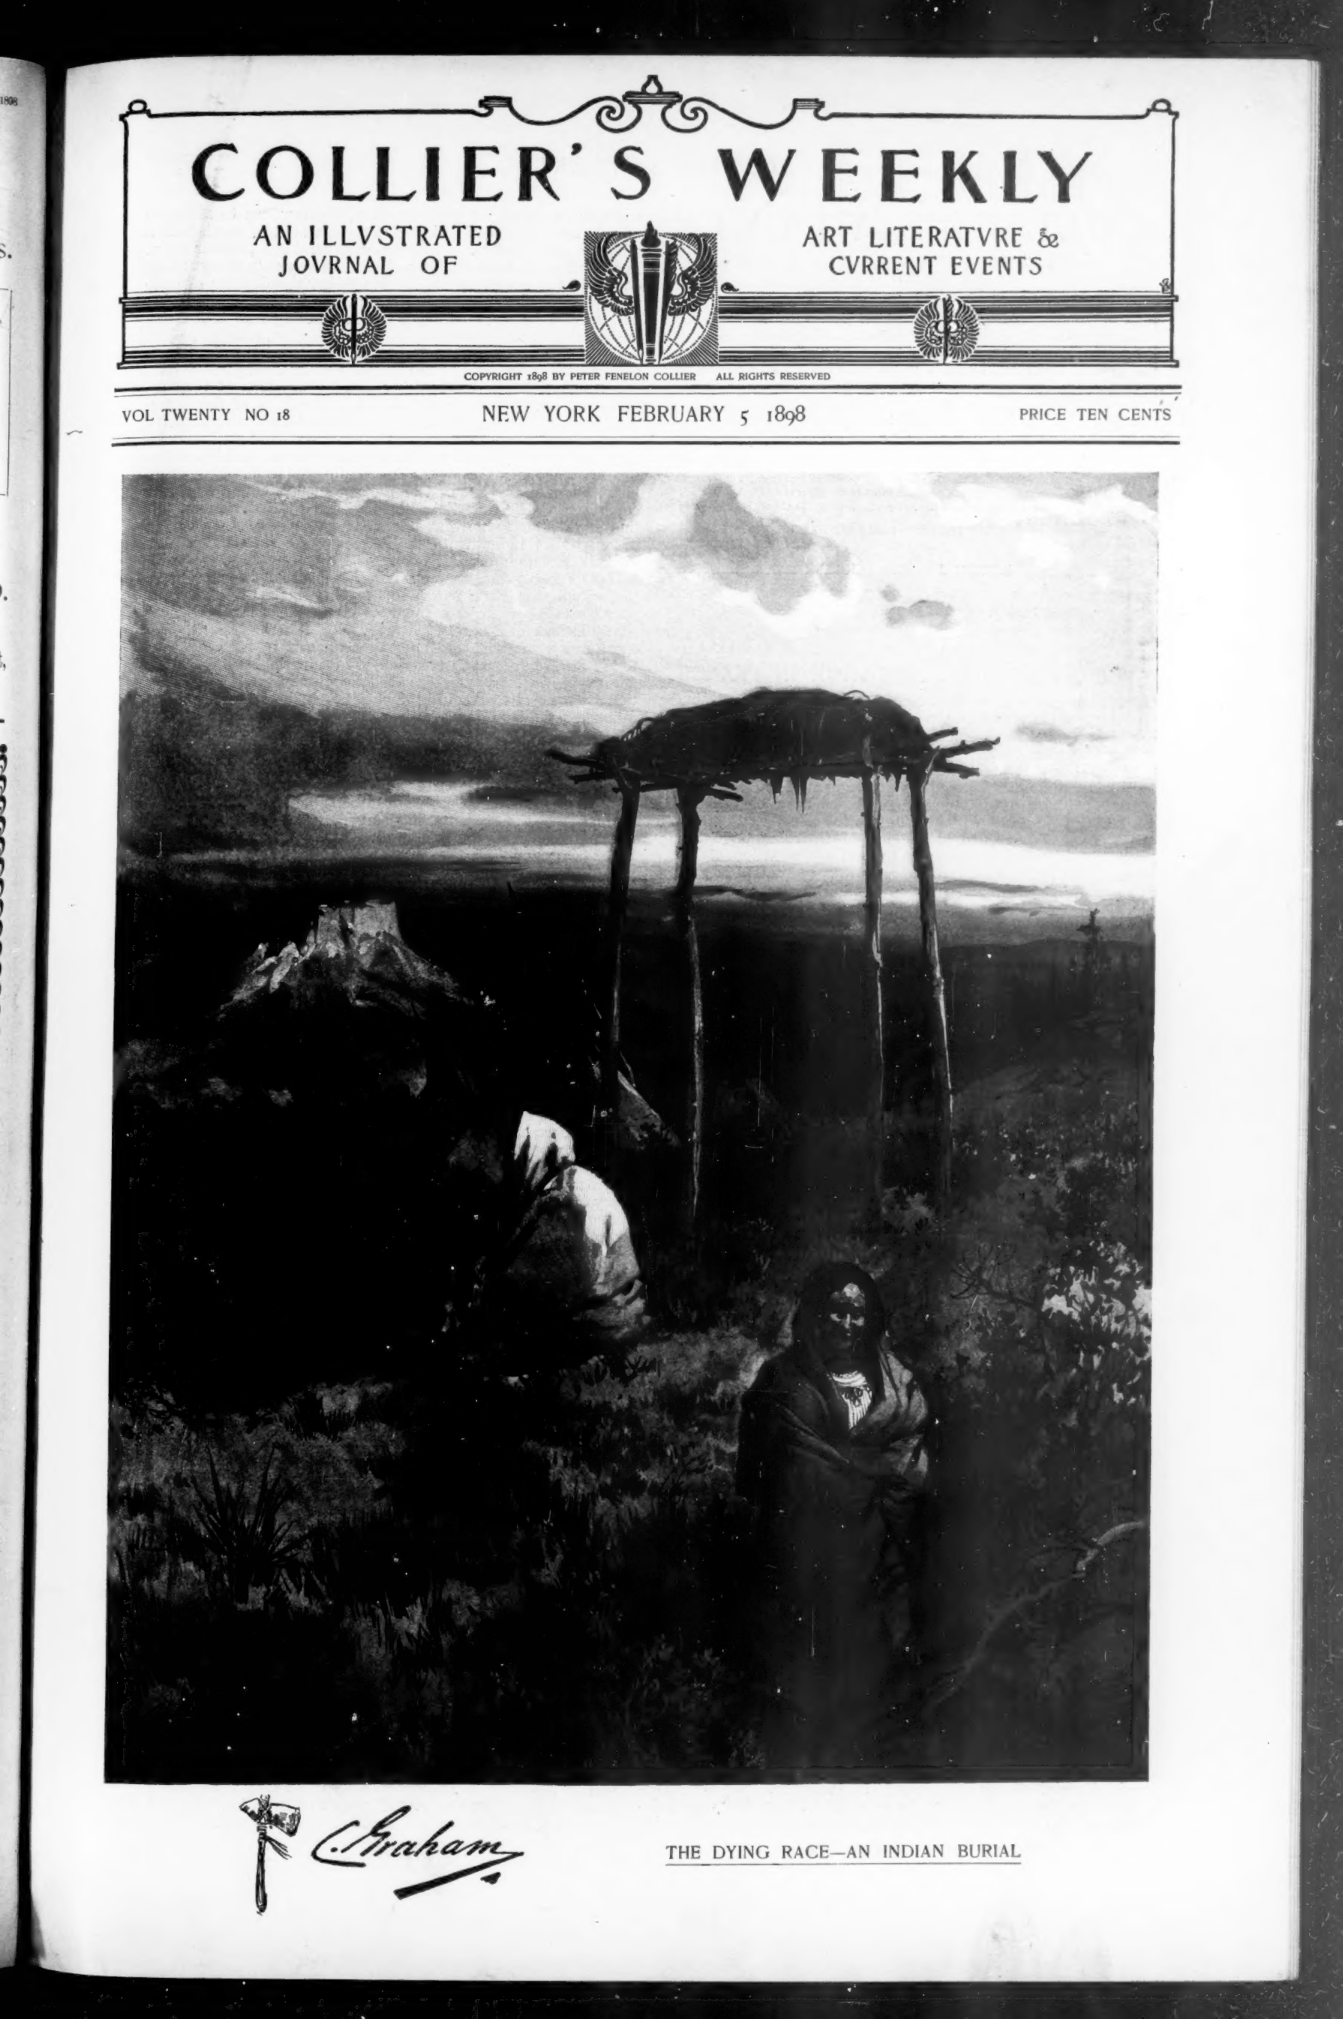 1898
COLLIER'S WEEKLY
AN ILLVSTRATED
JOVRNAL OF
ART LITERATVRE &
CVRRENT EVENTS
COPYRIGHT 1898 BY PETER FENELON COLLIER ALL RIGHTS RESERVED
VOL TWENTY NO 18
NEW YORK FEBRUARY 5 1898
PRICE TEN CENTS
C. Graham
THE DYING RACE—AN INDIAN BURIAL